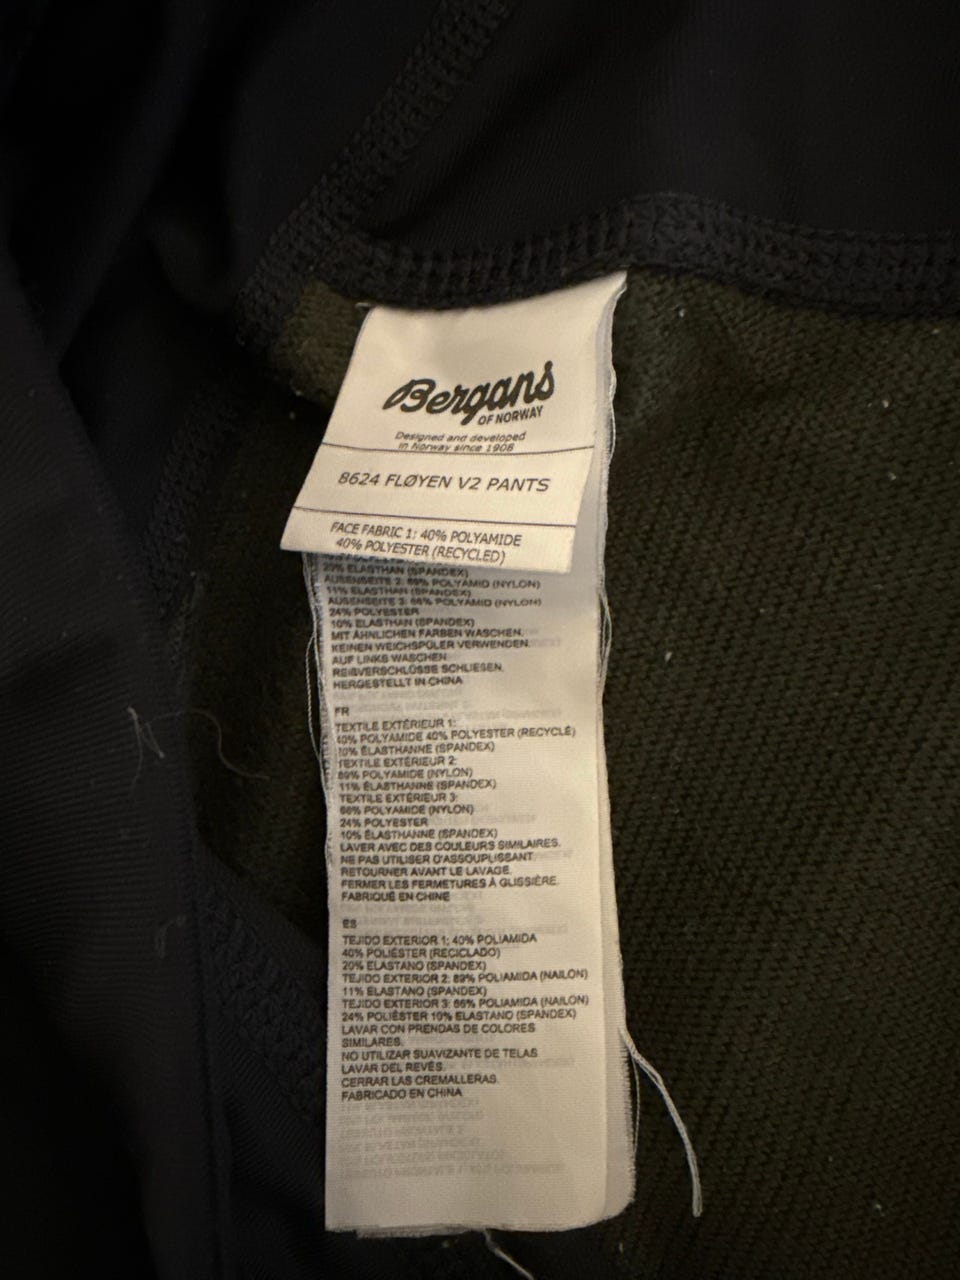 Bergans
OF NORWAY
Designed and developed
in Norway since 1908
8624 FLØYEN V2 PANTS
FACE FABRIC 1: 40% POLYAMIDE
40% POLYESTER (RECYCLED)
20% ELASTHAN (SPANDEX)
AUSENSEITE 2: 89% POLYAMID (NYLON)
11% ELASTHAN (SPANDEX)
AUSENSEITE 3: 66% POLYAMID (NYLON)
24% POLYESTER
10% ELASTHAN (SPANDEX)
MIT ÄHNLICHEN FARBEN WASCHEN.
KEINEN WEICHSPÜLER VERWENDEN.
AUF LINKS WASCHEN
REIßVERSCHLÜSSE SCHLIESEN.
HERGESTELLT IN CHINA
FR
TEXTILE EXTÉRIEUR 1:
40% POLYAMIDE 40% POLYESTER (RECYCLÉ)
20% ÉLASTHANNE (SPANDEX)
TEXTILE EXTÉRIEUR 2:
89% POLYAMIDE (NYLON)
11% ÉLASTHANNE (SPANDEX)
TEXTILE EXTÉRIEUR 3:
66% POLYAMIDE (NYLON)
24% POLYESTER
10% ÉLASTHANNE (SPANDEX)
LAVER AVEC DES COULEURS SIMILAIRES.
NE PAS UTILISER D'ASSOUPLISSANT
RETOURNER AVANT LE LAVAGE.
FERMER LES FERMETURES À GLISSIÈRE.
FABRIQUÉ EN CHINE
ES
TEJIDO EXTERIOR 1: 40% POLIAMIDA
40% POLIÉSTER (RECICLADO)
20% ELASTANO (SPANDEX)
TEJIDO EXTERIOR 2: 89% POLIAMIDA (NAILON)
11% ELASTANO (SPANDEX)
TEJIDO EXTERIOR 3: 66% POLIAMIDA (NAILON)
24% POLIÉSTER 10% ELASTANO (SPANDEX)
LAVAR CON PRENDAS DE COLORES
SIMILARES.
NO UTILIZAR SUAVIZANTE DE TELAS
LAVAR DEL REVÉS.
CERRAR LAS CREMALLERAS.
FABRICADO EN CHINA